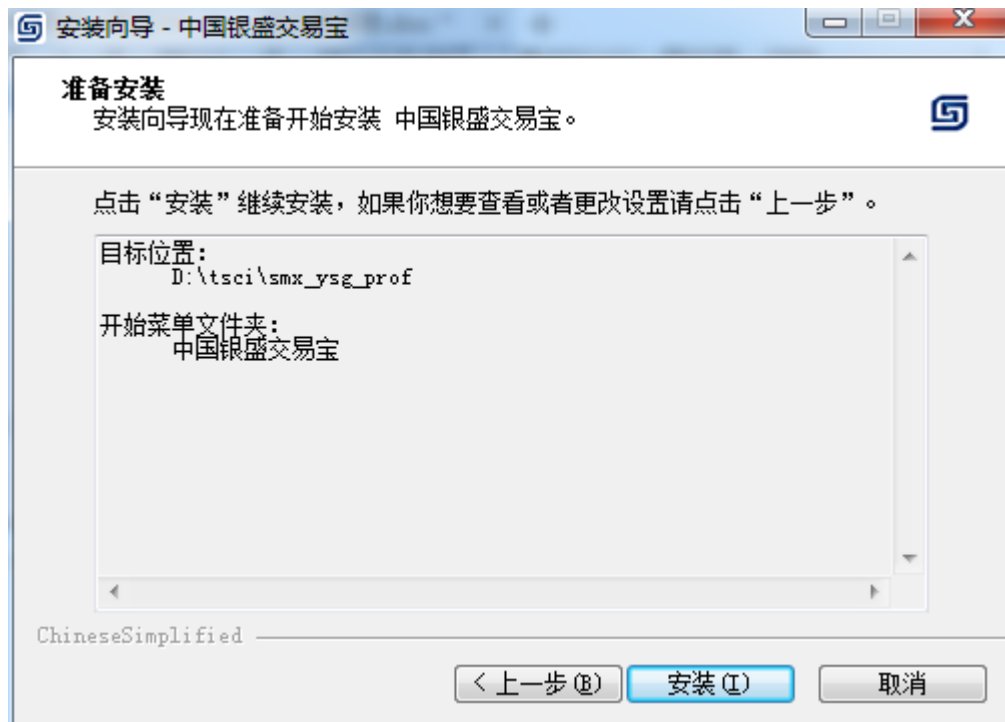 安装向导 - 中国银盛交易宝
准备安装
安装向导现在准备开始安装 中国银盛交易宝。
点击“安装”继续安装，如果你想要查看或者更改设置请点击“上一步”。
目标位置:
D:\tsci\smx_ysg_prof
开始菜单文件夹:
中国银盛交易宝
ChineseSimplified
< 上一步(B)
安装(I)
取消